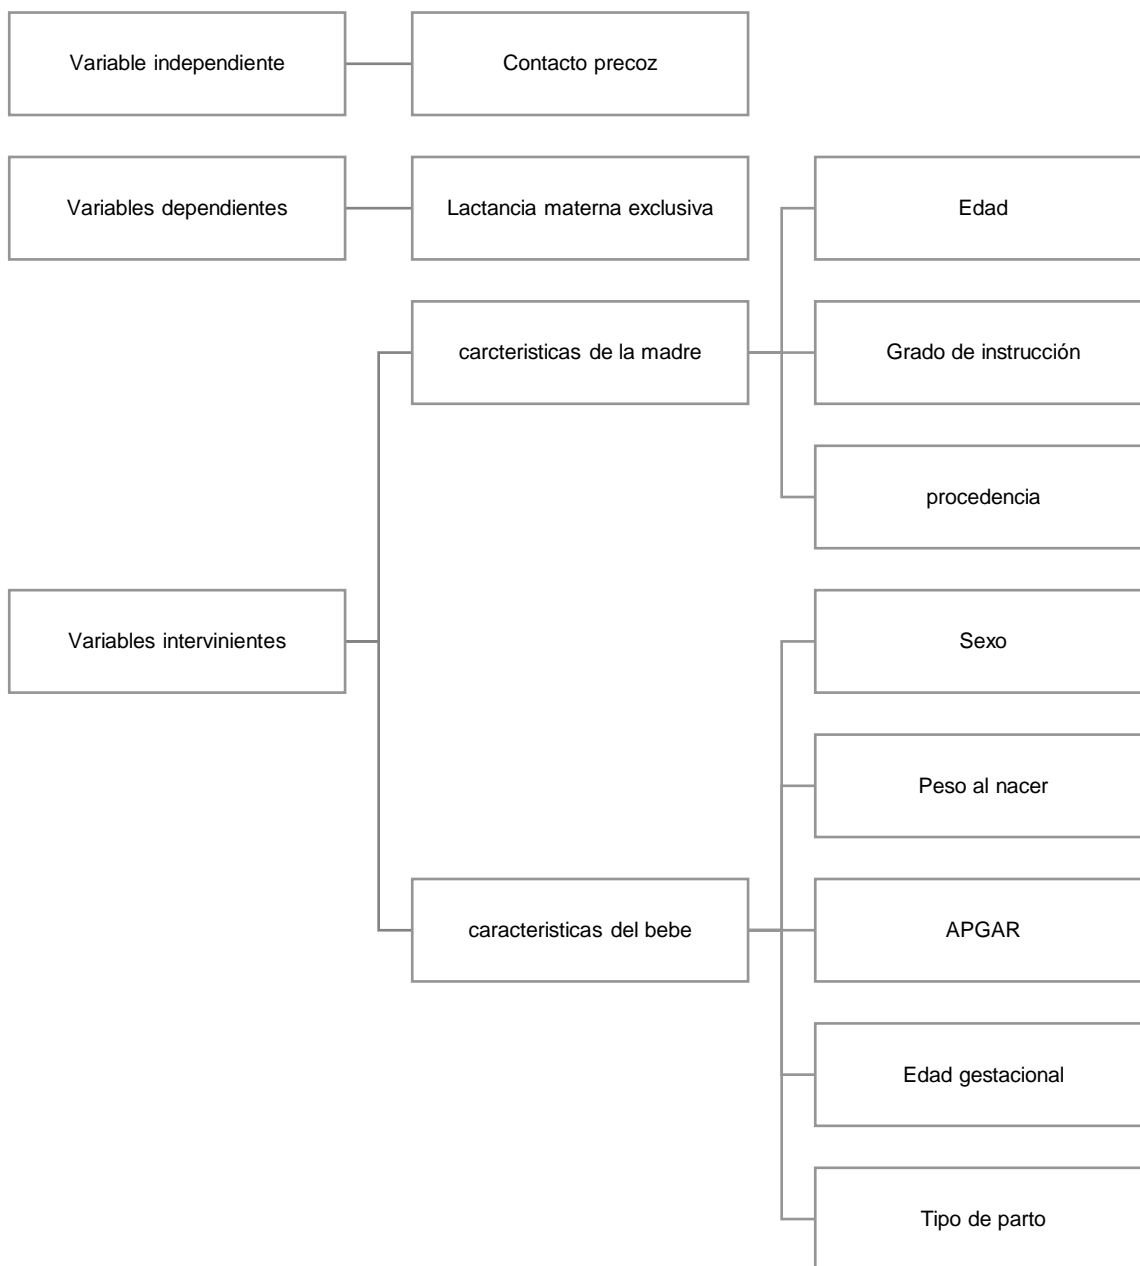 Variable independiente
Contacto precoz
Variables dependientes
Lactancia materna exclusiva
Edad
carcteristicas de la madre
Grado de instrucción
procedencia
Variables intervinientes
Sexo
Peso al nacer
caracteristicas del bebe
APGAR
Edad gestacional
Tipo de parto